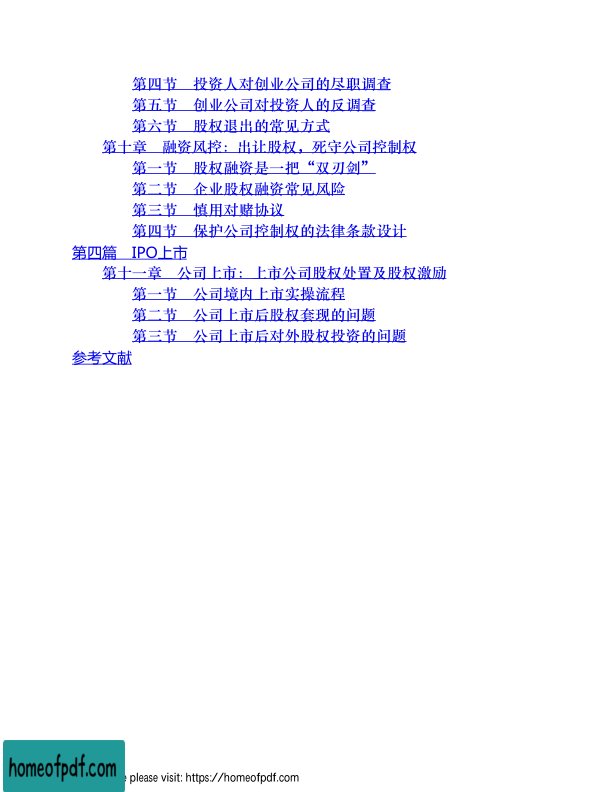 第四节　投资人对创业公司的尽职调查
第五节　创业公司对投资人的反调查
第六节　股权退出的常见方式
第十章　融资风控：出让股权，死守公司控制权
第一节　股权融资是一把“双刃剑”
第二节　企业股权融资常见风险
第三节　慎用对赌协议
第四节　保护公司控制权的法律条款设计
第四篇　IPO上市
第十一章　公司上市：上市公司股权处置及股权激励
第一节　公司境内上市实操流程
第二节　公司上市后股权套现的问题
第三节　公司上市后对外股权投资的问题
参考文献
homeofpdf.com
please visit: https://homeofpdf.com